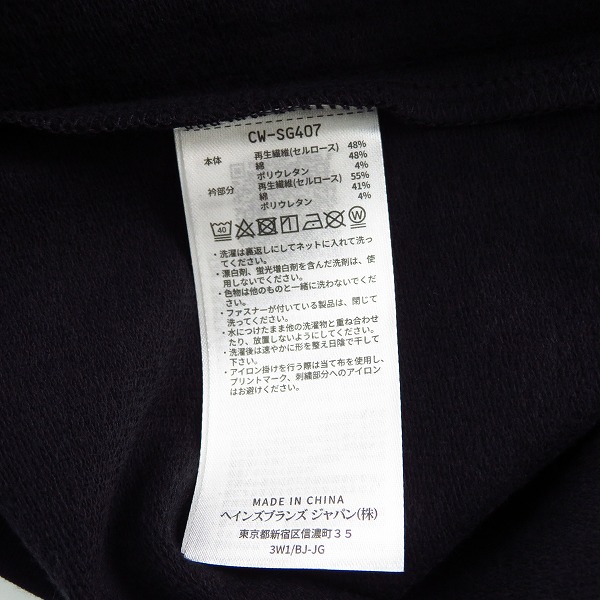 CW-SG407
本体 再生繊維(セルロース) 48%
綿 48%
ポリウレタン 4%
衿部分 再生繊維(セルロース) 55%
綿 41%
ポリウレタン 4%
40 W
・洗濯は裏返しにしてネットに入れて洗っ
てください。
・漂白剤、蛍光増白剤を含んだ洗剤は、使
用しないでください。
・色物は他のものと一緒に洗わないでくだ
さい。
・ファスナーが付いている製品は、閉じて
洗ってください。
・水につけたまま他の洗濯物と重ね合わせ
たり、放置しないようにしてください。
・洗濯後は速やかに形を整え日陰で干して
下さい。
・アイロン掛けを行う際は当て布を使用し、
プリントマーク、刺繍部分へのアイロン
はお避けください。
MADE IN CHINA
ヘインズブランズ ジャパン(株)
東京都新宿区信濃町35
3W1/BJ-JG